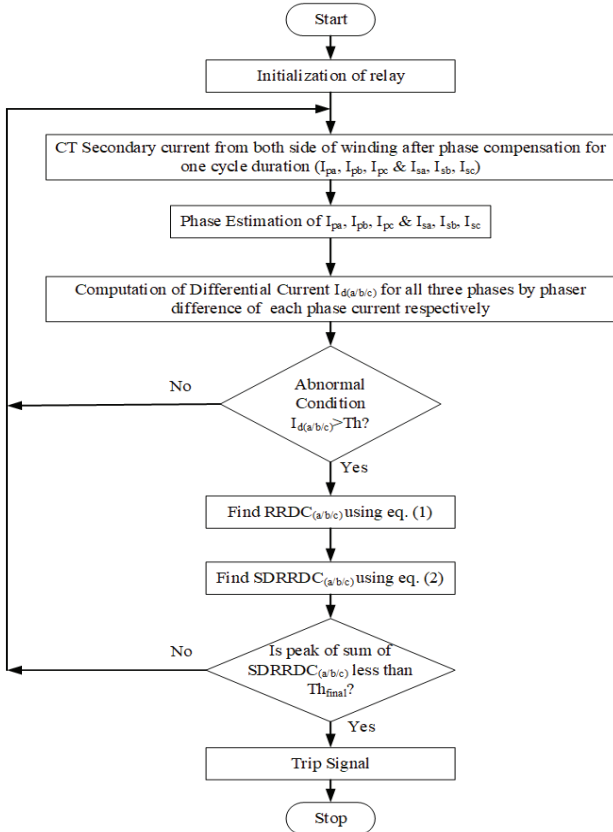 Start
Initialization of relay
CT Secondary current from both side of winding after phase compensation for
one cycle duration (Ipa, Ipb, Ipc & Isa, Isb, Isc)
Phase Estimation of Ipa, Ipb, Ipc & Isa, Isb, Isc
Computation of Differential Current Id(a/b/c) for all three phases by phaser
difference of each phase current respectively
No
Abnormal
Condition
Id(a/b/c)>Th?
Yes
Find RRDC(a/b/c) using eq. (1)
Find SDRRDC(a/b/c) using eq. (2)
No
Is peak of sum of
SDRRDC(a/b/c) less than
Thfinal?
Yes
Trip Signal
Stop